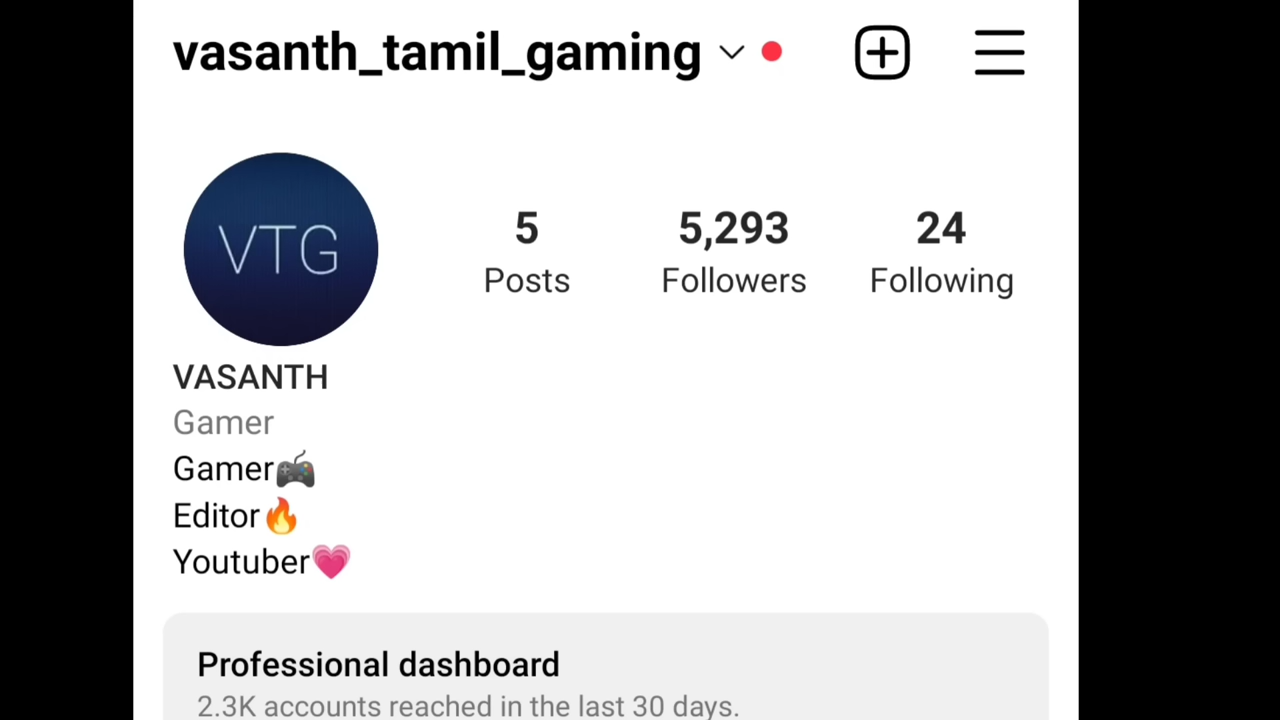 vasanth_tamil_gaming
VTG
5 5,293 24
Posts Followers Following
VASANTH
Gamer
Gamer🎮
Editor🔥
Youtuber💗
Professional dashboard
2.3K accounts reached in the last 30 days.